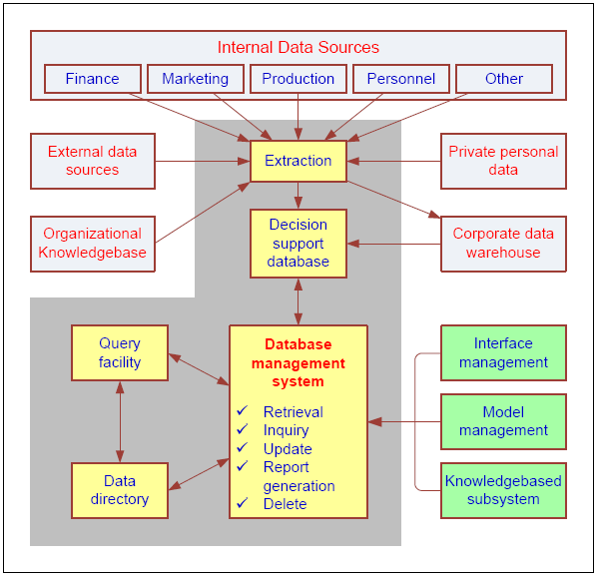 Internal Data Sources
Finance
Marketing
Production
Personnel
Other
External data
sources
Extraction
Private personal
data
Organizational
Knowledgebase
Decision
support
database
Corporate data
warehouse
Query
facility
Database
management
system
✓ Retrieval
✓ Inquiry
✓ Update
✓ Report
generation
✓ Delete
Interface
management
Model
management
Data
directory
Knowledgebased
subsystem